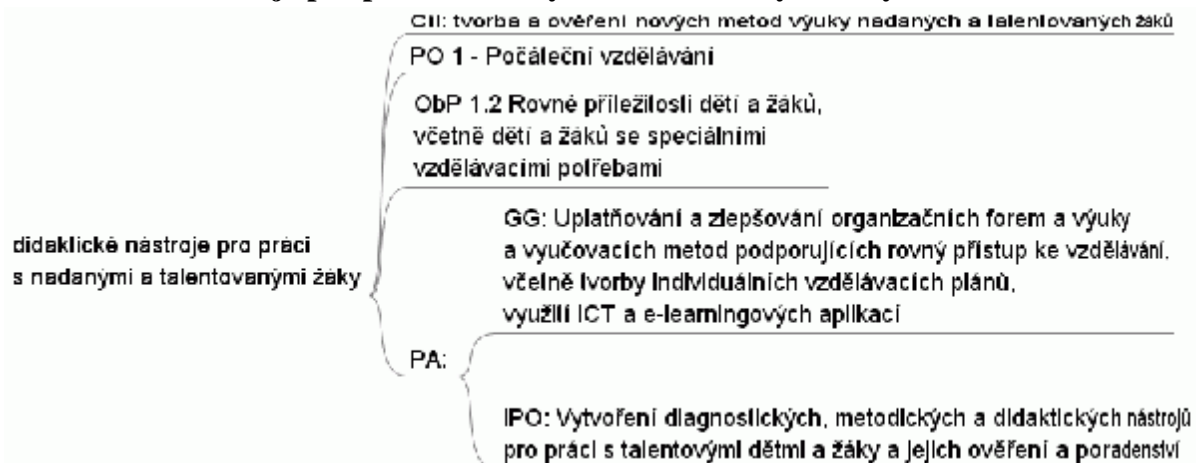 Cíl: tvorba a ověření nových metod výuky nadaných a talentovaných žáků
PO 1 - Počáteční vzdělávání
ObP 1.2 Rovné příležitosti dětí a žáků,
včetně dětí a žáků se speciálními
vzdělávacími potřebami
didaktické nástroje pro práci
s nadanými a talentovanými žáky
GG: Uplatňování a zlepšování organizačních forem a výuky
a vyučovacích metod podporujících rovný přístup ke vzdělávání,
včetně tvorby individuálních vzdělávacích plánů,
využití ICT a e-learningových aplikací
PA:
IPO: Vytvoření diagnostických, metodických a didaktických nástrojů
pro práci s talentovými dětmi a žáky a jejich ověření a poradenství